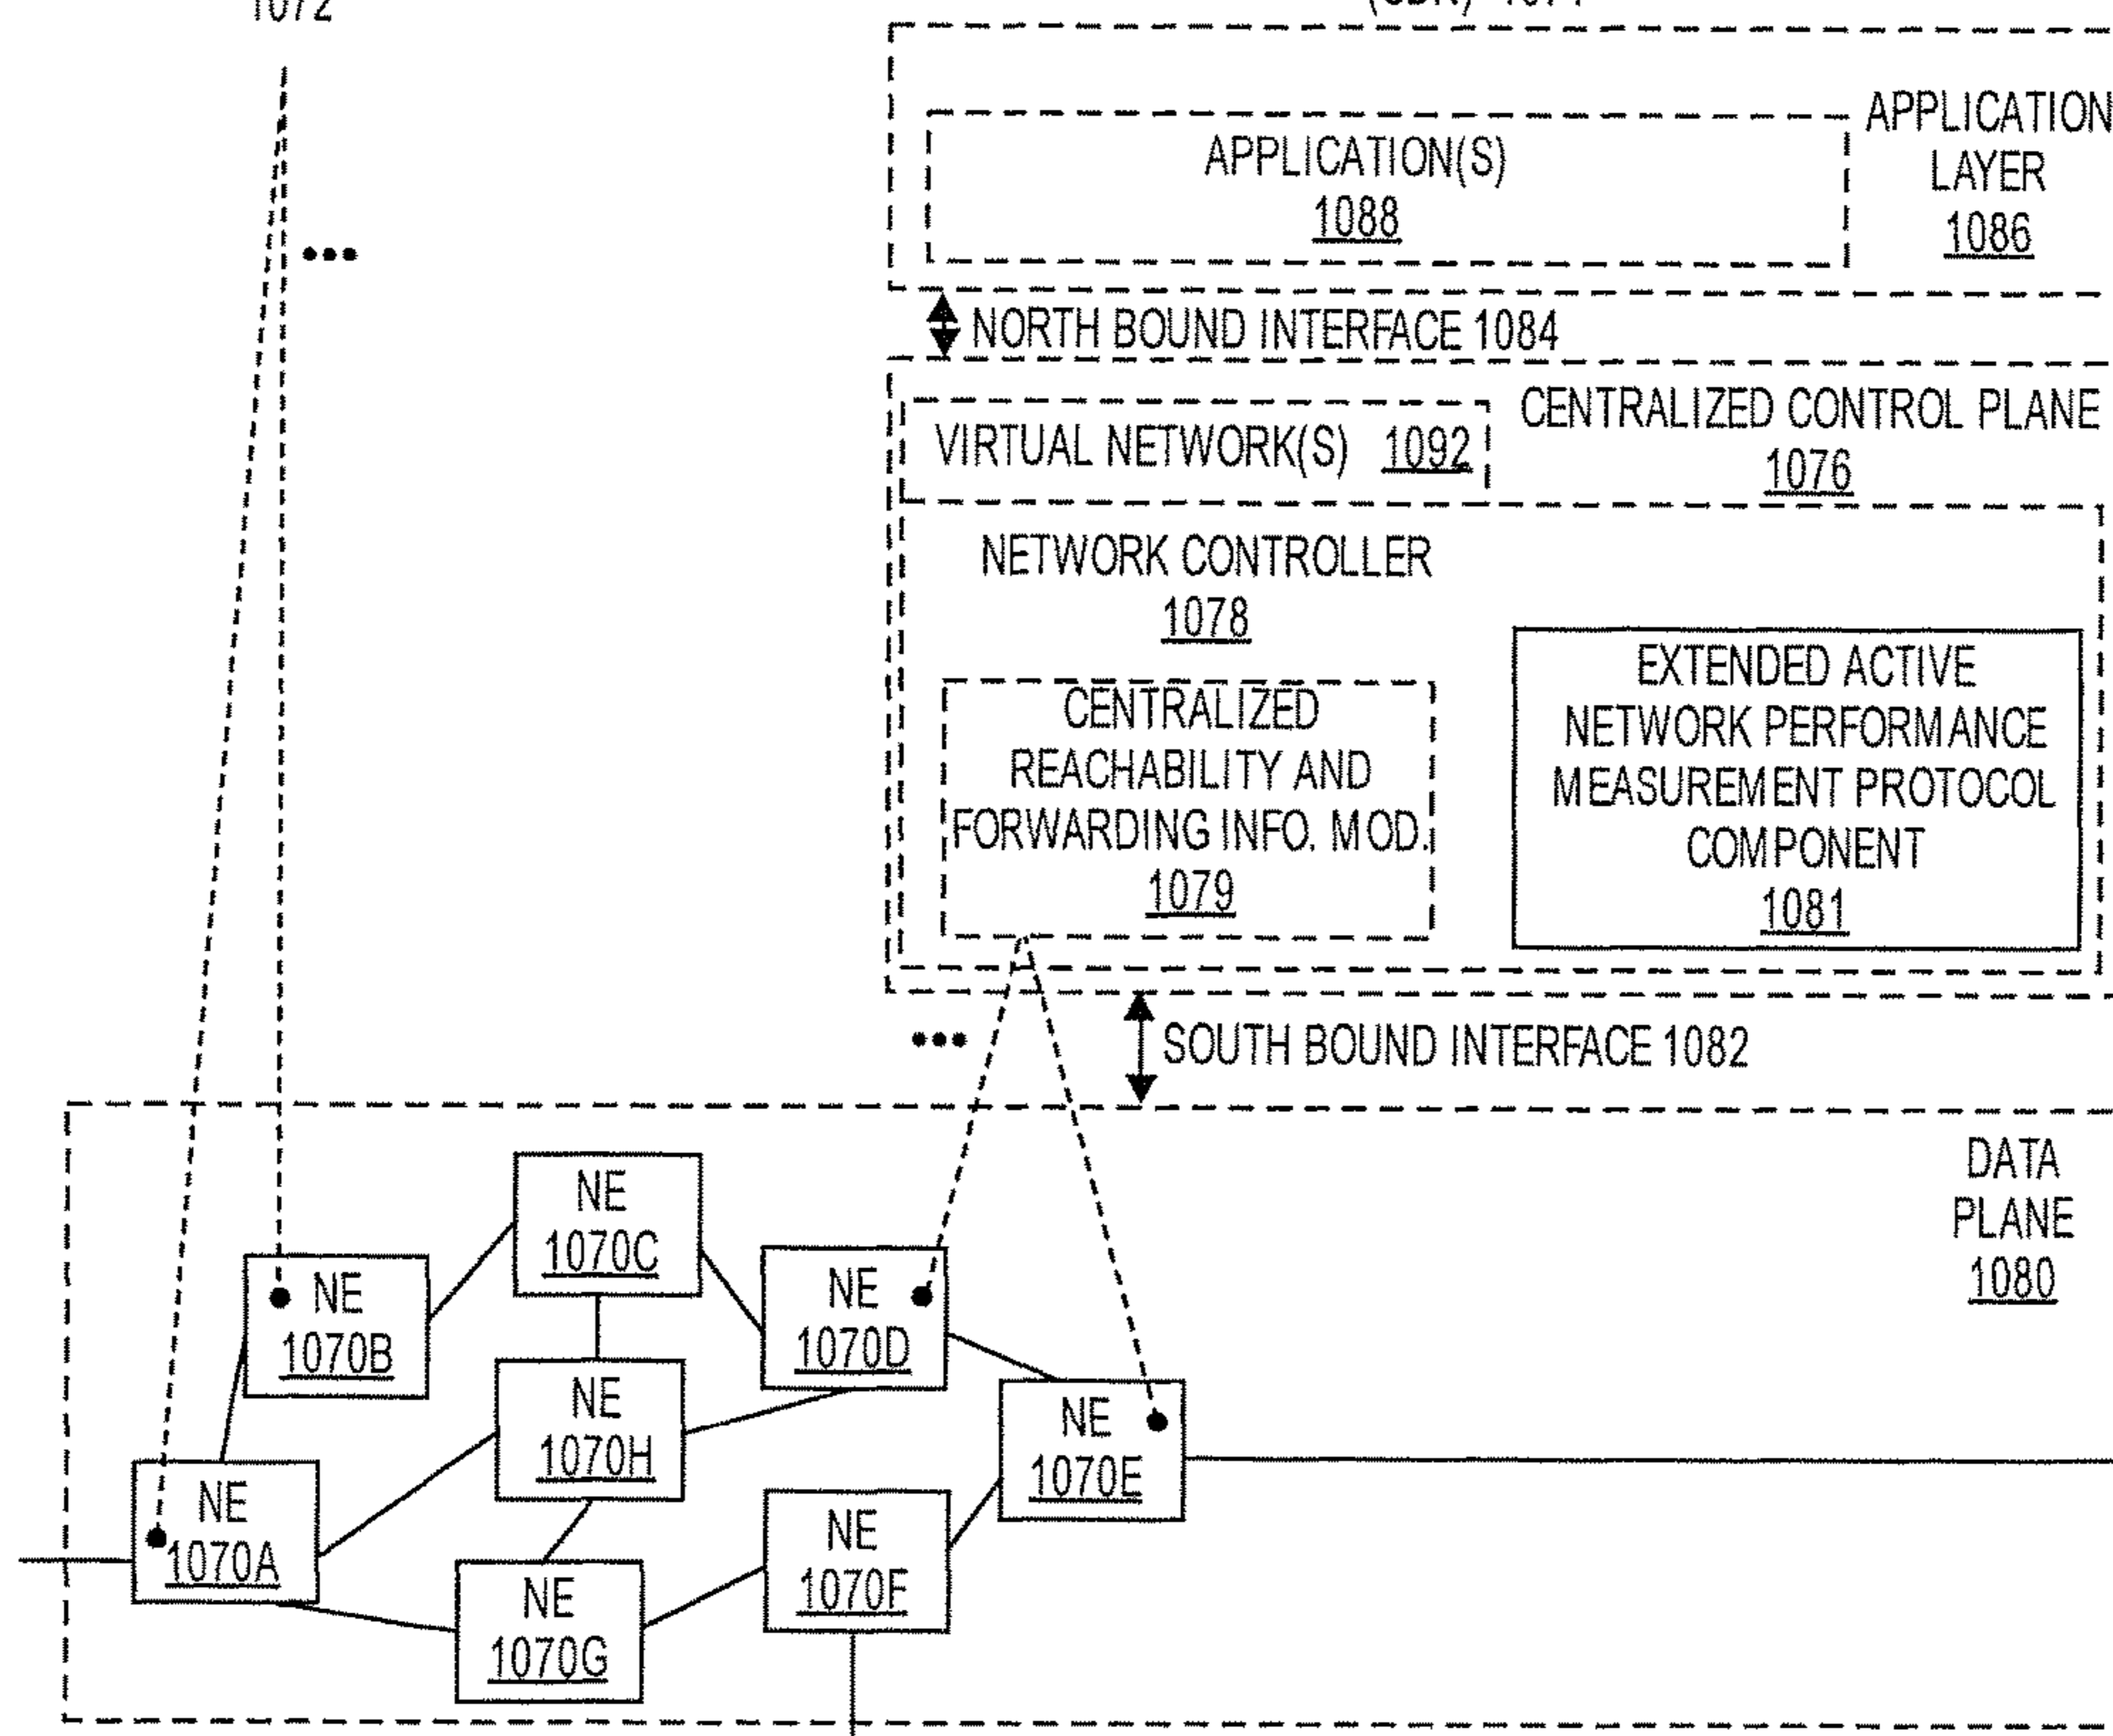 1072
APPLICATION(S)
1088
APPLICATION
LAYER
1086
NORTH BOUND INTERFACE 1084
VIRTUAL NETWORK(S) 1092
CENTRALIZED CONTROL PLANE
1076
NETWORK CONTROLLER
1078
CENTRALIZED
REACHABILITY AND
FORWARDING INFO. MOD.
1079
EXTENDED ACTIVE
NETWORK PERFORMANCE
MEASUREMENT PROTOCOL
COMPONENT
1081
SOUTH BOUND INTERFACE 1082
DATA
PLANE
1080
NE
1070C
NE
1070B
NE
1070D
NE
1070H
NE
1070E
NE
1070A
NE
1070F
NE
1070G